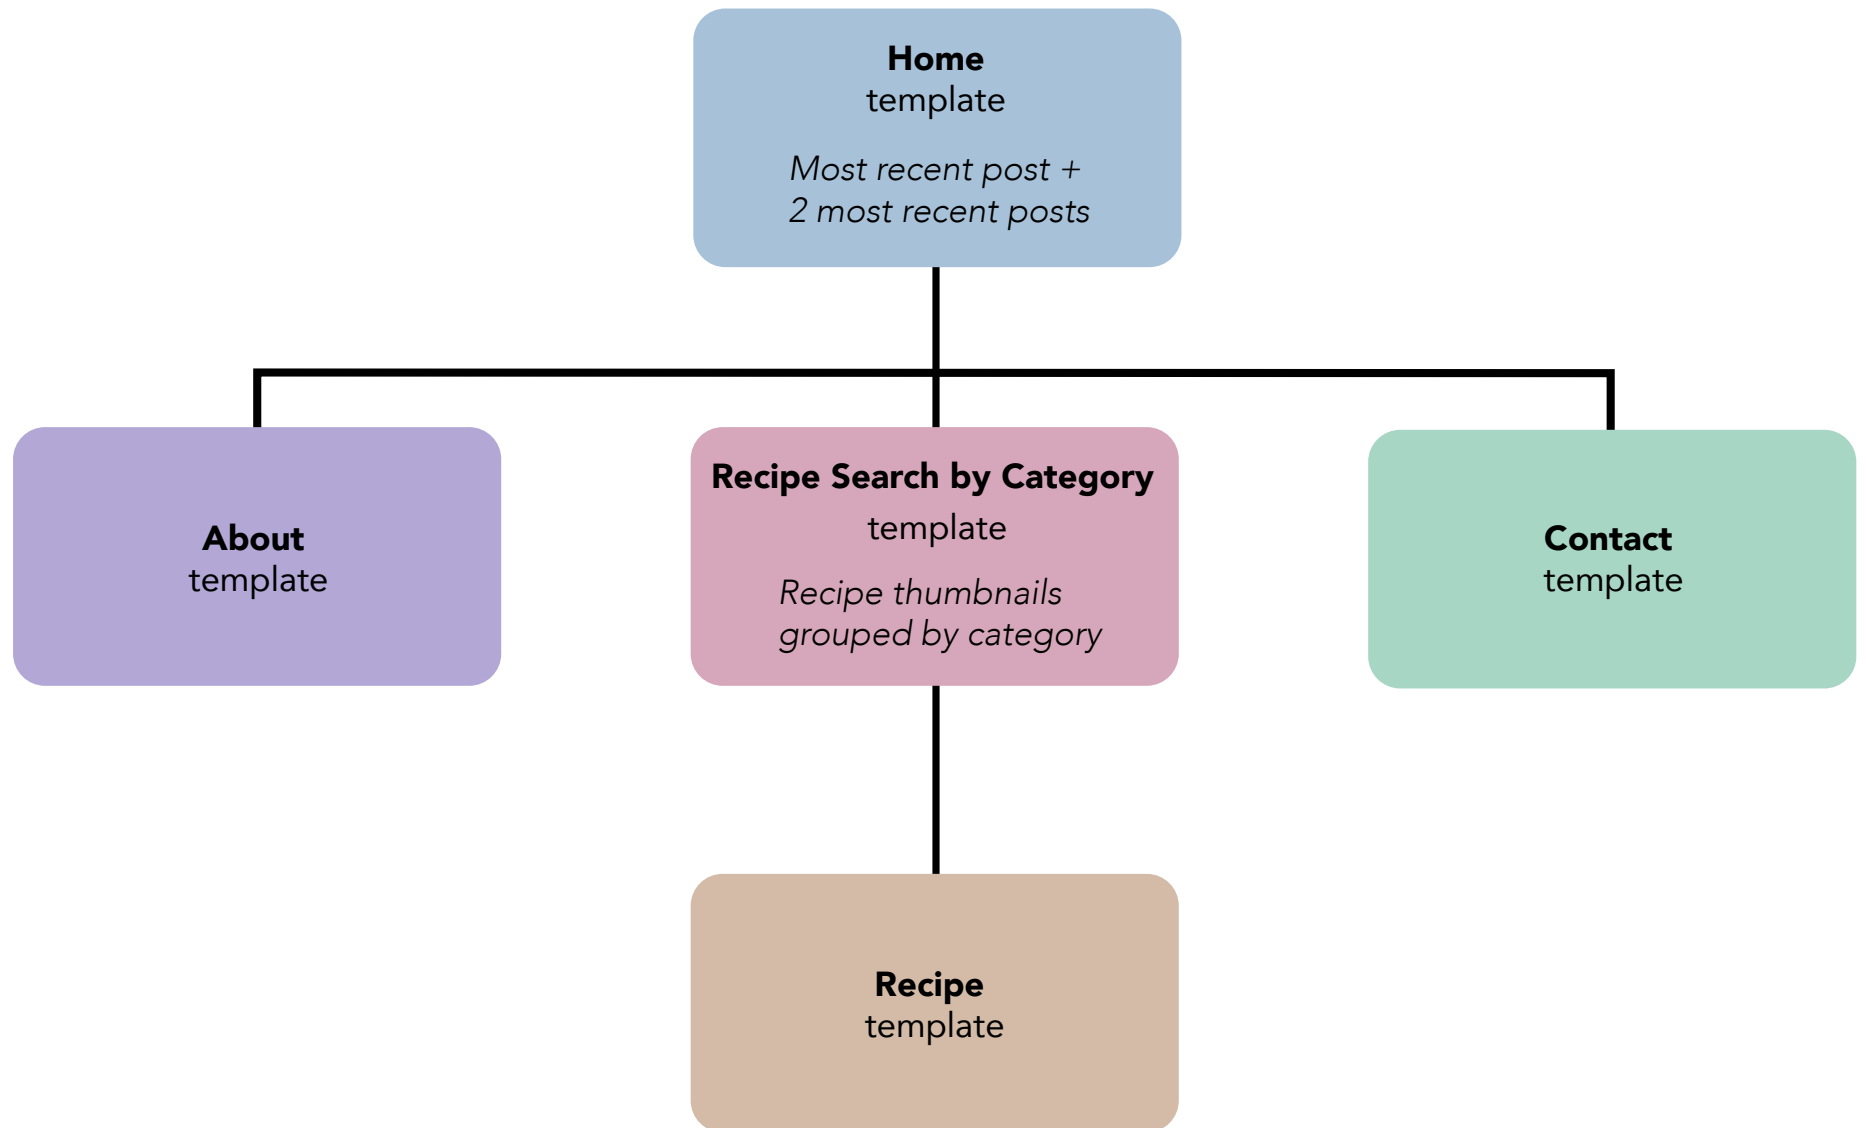 Home
template
Most recent post +
2 most recent posts
About
template
Recipe Search by Category
template
Recipe thumbnails
grouped by category
Contact
template
Recipe
template